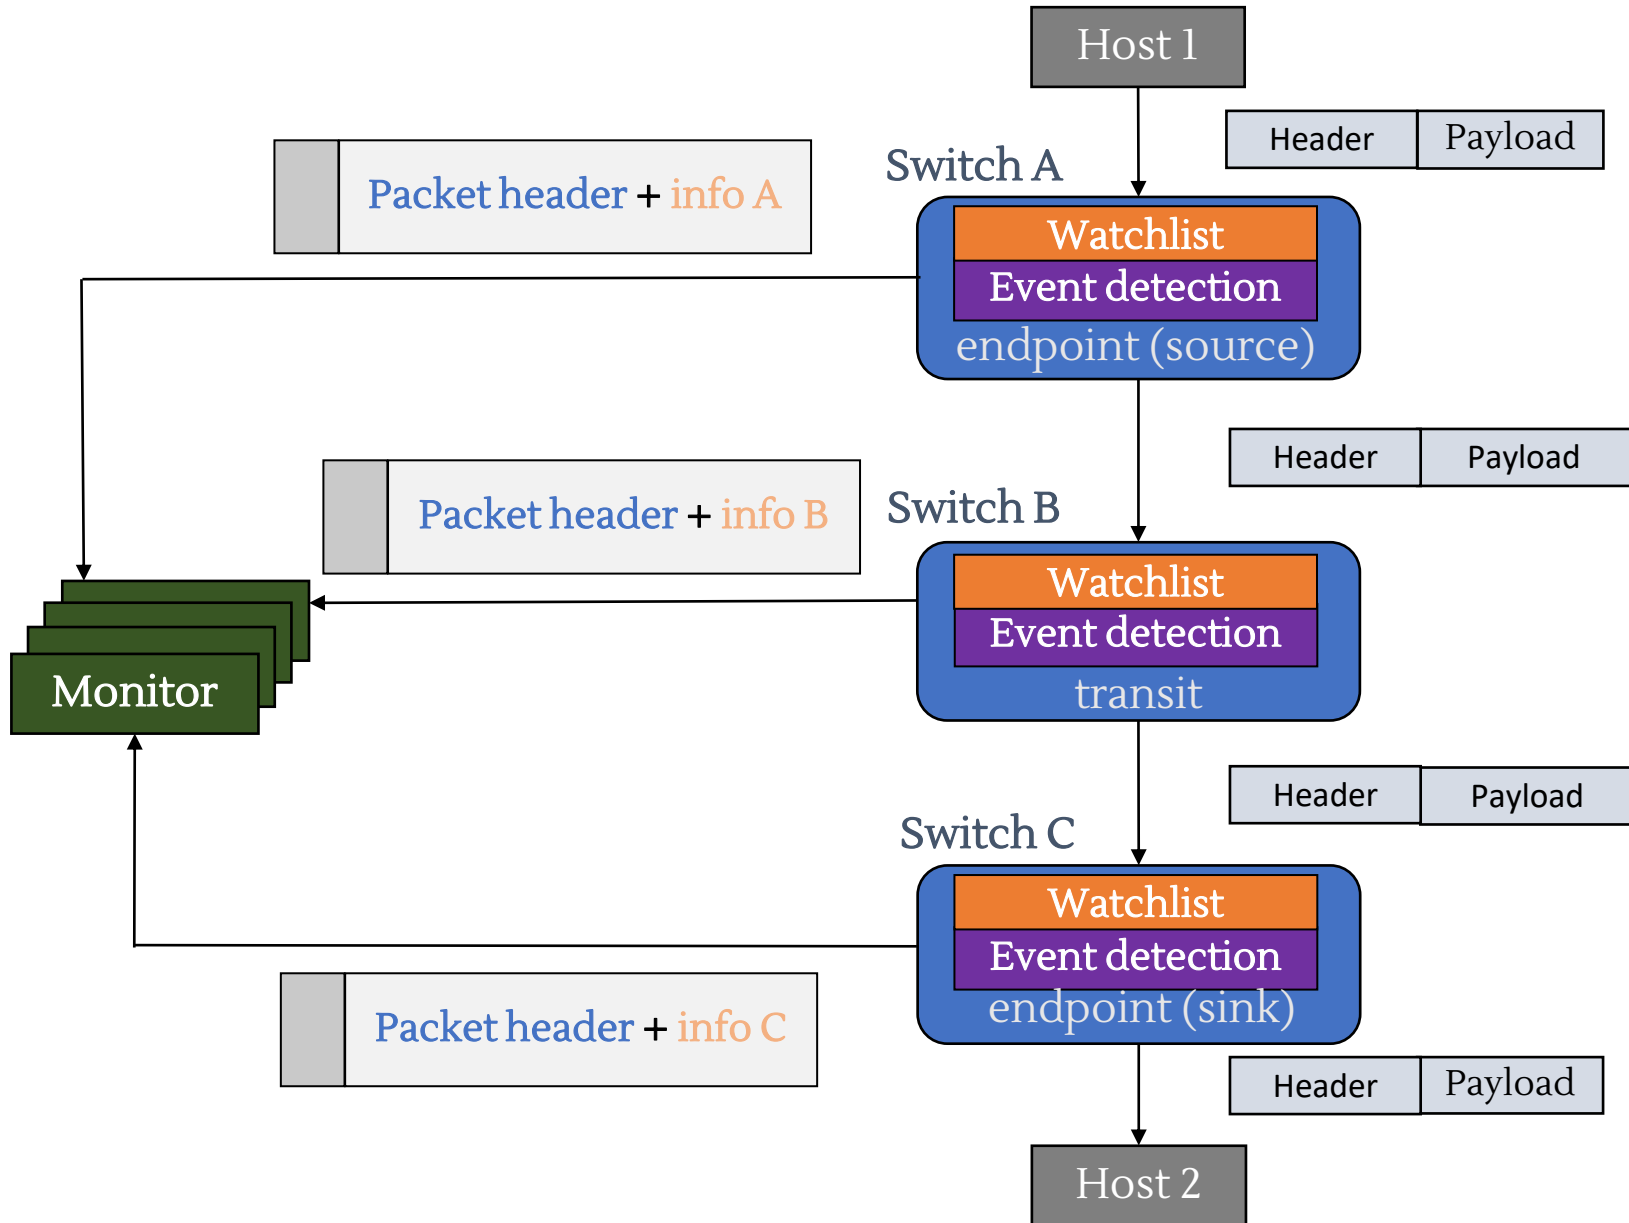 Host 1
Header Payload
Switch A
Packet header + info A
Watchlist
Event detection
endpoint (source)
Header Payload
Switch B
Packet header + info B
Watchlist
Event detection
transit
Monitor
Header Payload
Switch C
Watchlist
Event detection
endpoint (sink)
Packet header + info C
Header Payload
Host 2